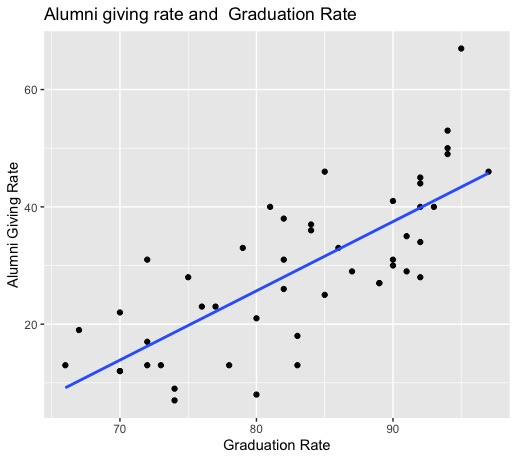 Alumni giving rate and  Graduation Rate
Alumni Giving Rate
60
40
20
70
80
90
Graduation Rate